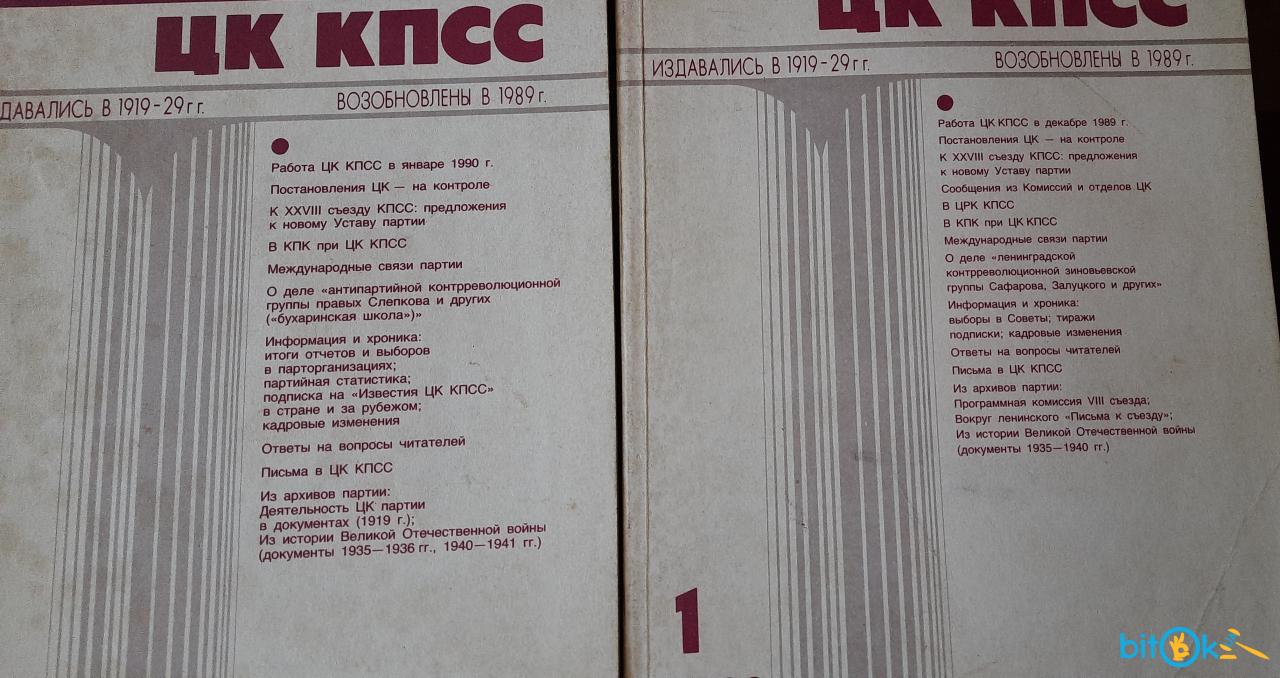 ЦК КПСС
ДАВАЛИСЬ В 1919-29 г г.
ВОЗОБНОВЛЕНЫ В 1989 г.
Работа ЦК КПСС в январе 1990 г.
Постановления ЦК — на контроле
К XXVIII съезду КПСС: предложения
к новому Уставу партии
В КПК при ЦК КПСС
Международные связи партии
О деле «антипартийной контрреволюционной
группы правых Слепкова и других
(«бухаринская школа»)»
Информация и хроника:
итоги отчетов и выборов
в парторганизациях;
партийная статистика;
подписка на «Известия ЦК КПСС»
в стране и за рубежом;
кадровые изменения
Ответы на вопросы читателей
Письма в ЦК КПСС
Из архивов партии:
Деятельность ЦК партии
в документах (1919 г.);
Из истории Великой Отечественной войны
(документы 1935—1936 гг., 1940—1941 гг.)
ЦК КПСС
ИЗДАВАЛИСЬ В 1919-29 г г.
ВОЗОБНОВЛЕНЫ В 1989 г.
Работа ЦК КПСС в декабре 1989 г.
Постановления ЦК — на контроле
К XXVIII съезду КПСС: предложения
к новому Уставу партии
Сообщения из Комиссий и отделов ЦК
В ЦРК КПСС
В КПК при ЦК КПСС
Международные связи партии
О деле «ленинградской
контрреволюционной зиновьевской
группы Сафарова, Залуцкого и других»
Информация и хроника:
выборы в Советы; тиражи
подписки; кадровые изменения
Ответы на вопросы читателей
Письма в ЦК КПСС
Из архивов партии:
Программная комиссия VIII съезда;
Вокруг ленинского «Письма к съезду»;
Из истории Великой Отечественной войны
(документы 1935—1940 гг.)
1
bitOk